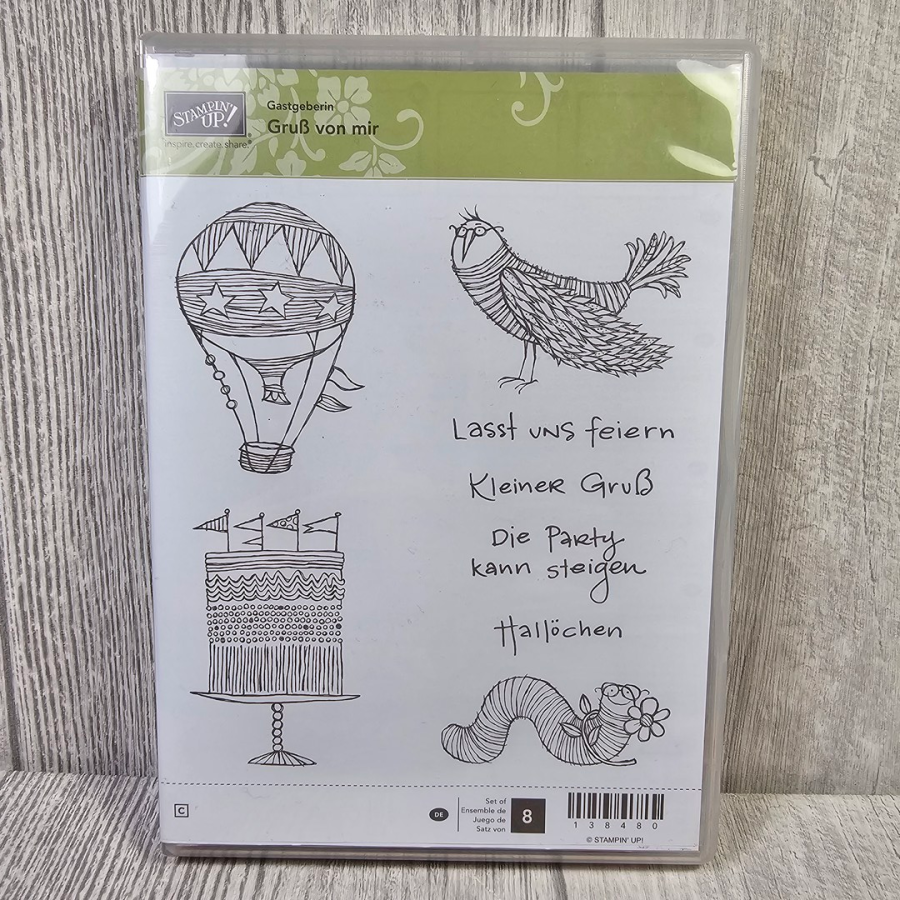 STAMPIN' UP!
inspire. create. share.®
Gastgeberin
Gruß von mir
Lasst uns feiern
Kleiner Gruß
Die Party
kann steigen
Hallöchen
C
DE
Set of
Ensemble de
Juego de
Satz von
8
138480
© STAMPIN' UP!